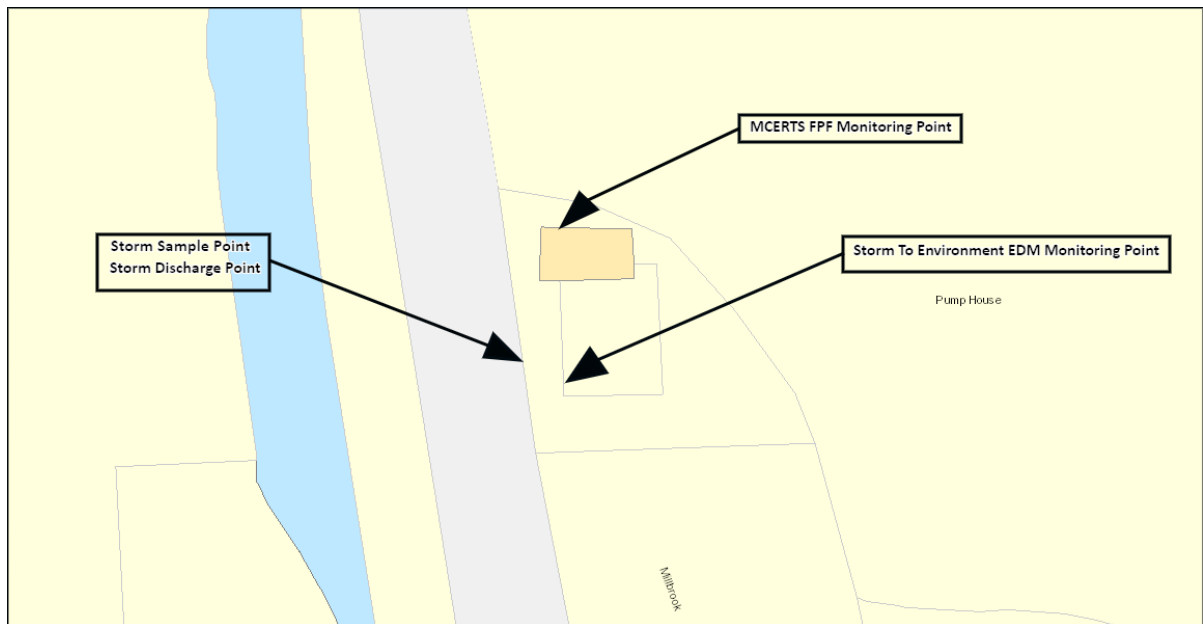 MCERTS FPF Monitoring Point
Storm Sample Point
Storm Discharge Point
Storm To Environment EDM Monitoring Point
Pump House
Millbrook